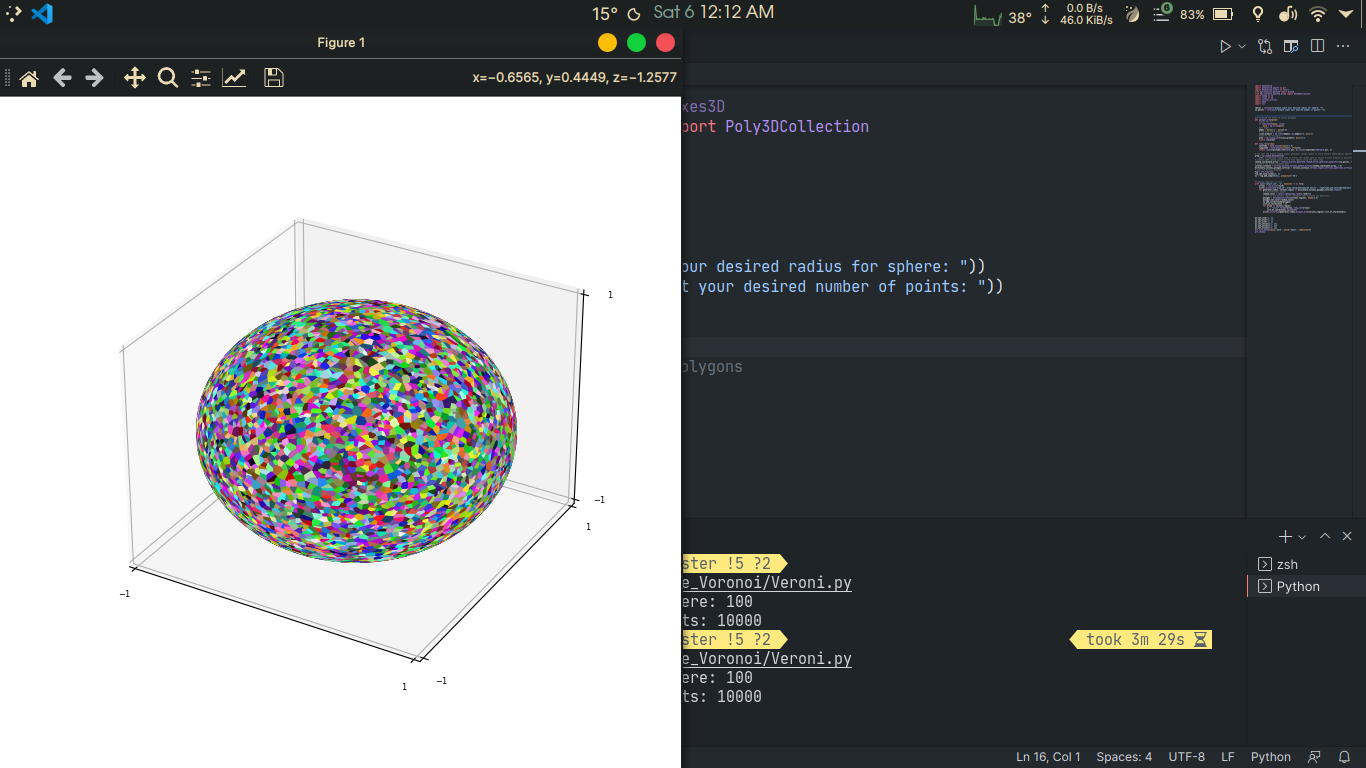 15°
Sat 6 12:12 AM
38°
0.0 B/s
46.0 KiB/s
6
83%
Figure 1
x=−0.6565, y=0.4449, z=−1.2577
1
−1
1
−1
1
−1
xes3D
port Poly3DCollection
our desired radius for sphere: "))
t your desired number of points: "))
olygons
ster !5 ?2
e_Voronoi/Veroni.py
ere: 100
ts: 10000
ster !5 ?2
took 3m 29s
e_Voronoi/Veroni.py
ere: 100
ts: 10000
zsh
Python
Ln 16, Col 1
Spaces: 4
UTF-8
LF
Python